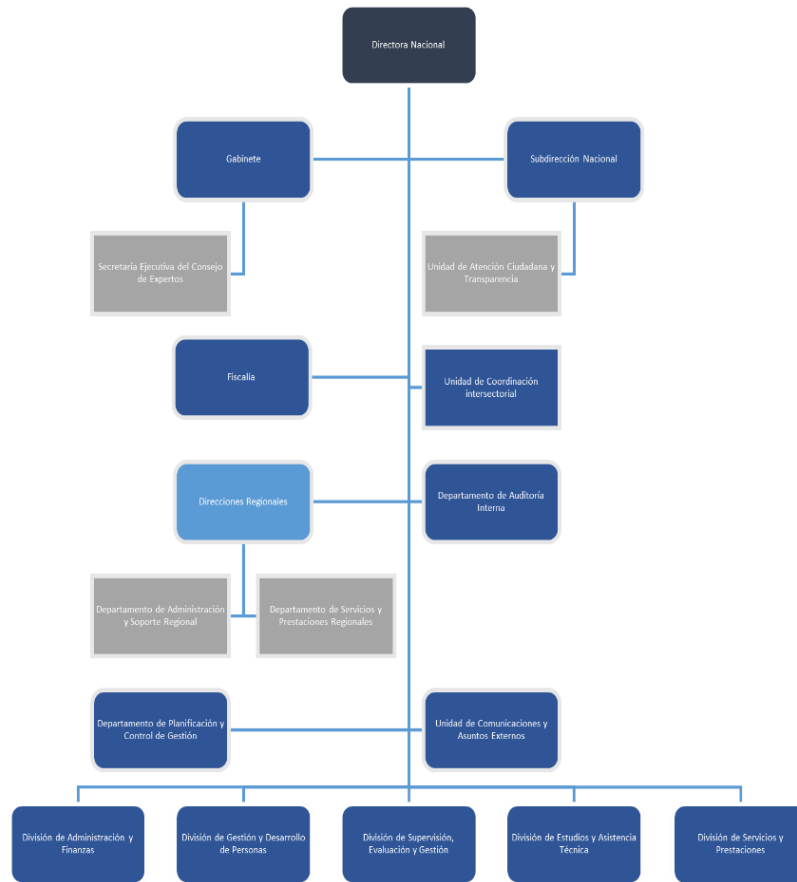 Directora Nacional
Gabinete
Subdirección Nacional
Secretaría Ejecutiva del Consejo
de Expertos
Unidad de Atención Ciudadana y
Transparencia
Fiscalía
Unidad de Coordinación
intersectorial
Direcciones Regionales
Departamento de Auditoría
Interna
Departamento de Administración
y Soporte Regional
Departamento de Servicios y
Prestaciones Regionales
Departamento de Planificación y
Control de Gestión
Unidad de Comunicaciones y
Asuntos Externos
División de Administración y
Finanzas
División de Gestión y Desarrollo
de Personas
División de Supervisión,
Evaluación y Gestión
División de Estudios y Asistencia
Técnica
División de Servicios y
Prestaciones